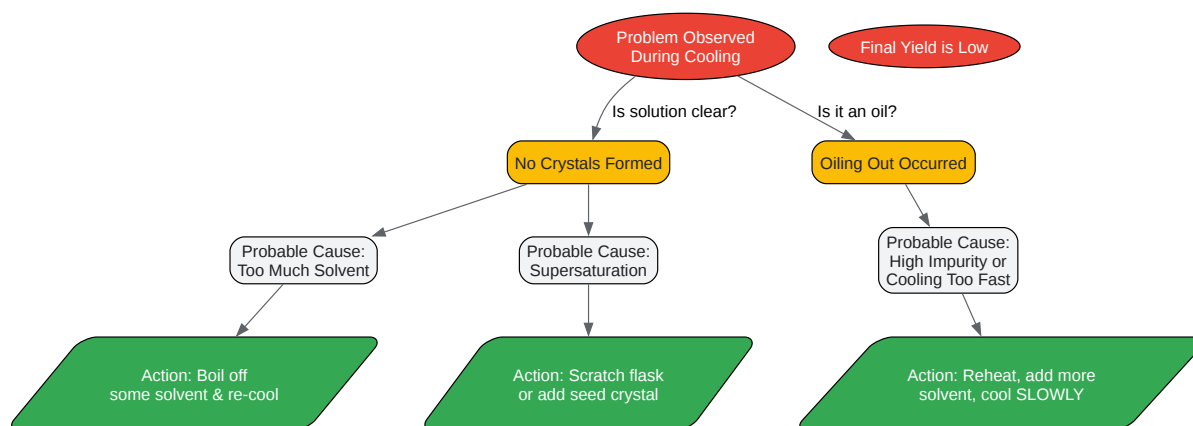 Problem Observed
During Cooling
Final Yield is Low
Is solution clear?
Is it an oil?
No Crystals Formed
Oiling Out Occurred
Probable Cause:
Too Much Solvent
Probable Cause:
Supersaturation
Probable Cause:
High Impurity or
Cooling Too Fast
Action: Boil off
some solvent & re-cool
Action: Scratch flask
or add seed crystal
Action: Reheat, add more
solvent, cool SLOWLY